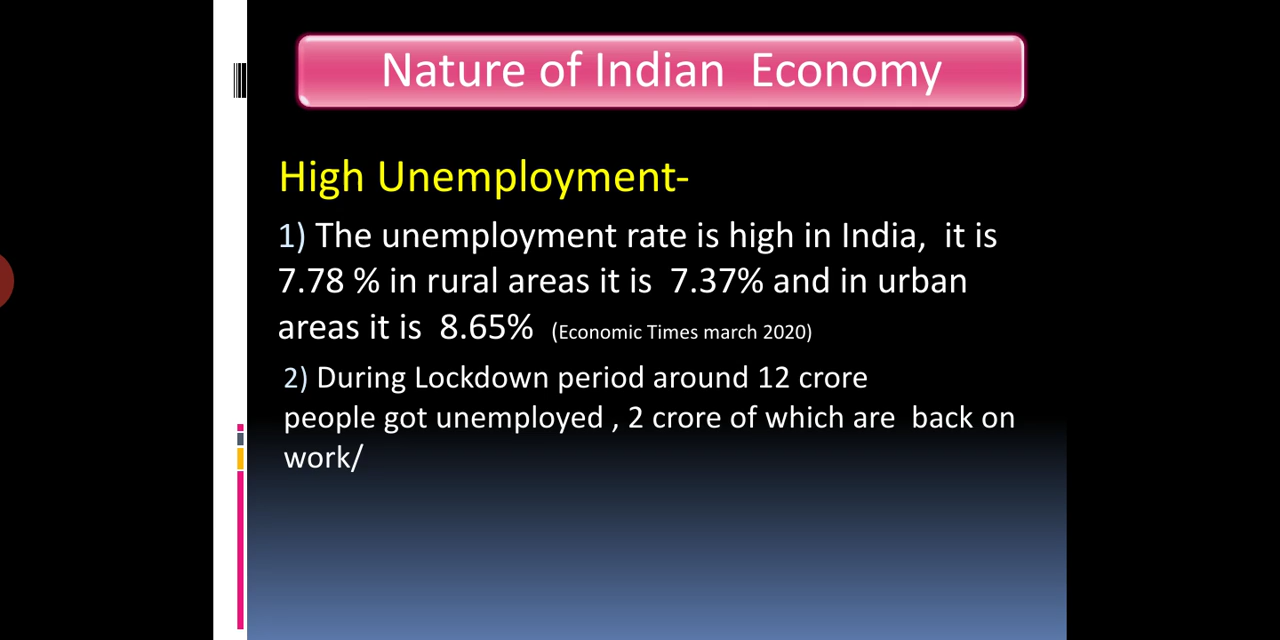 Nature of Indian Economy
High Unemployment-
1) The unemployment rate is high in India, it is
7.78 % in rural areas it is 7.37% and in urban
areas it is 8.65% (Economic Times march 2020)
2) During Lockdown period around 12 crore
people got unemployed , 2 crore of which are back on
work/